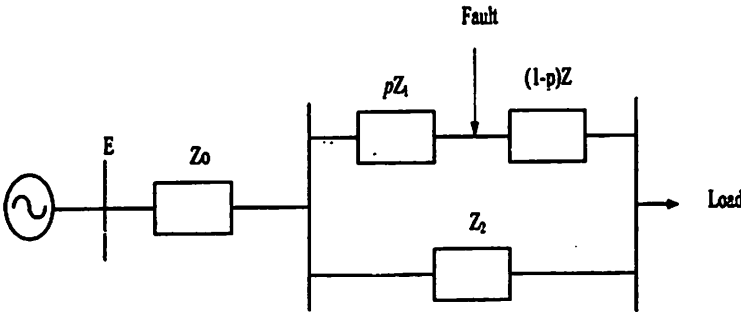 Fault
pZ₁
(1-p)Z
E
Zo
Z₂
Load